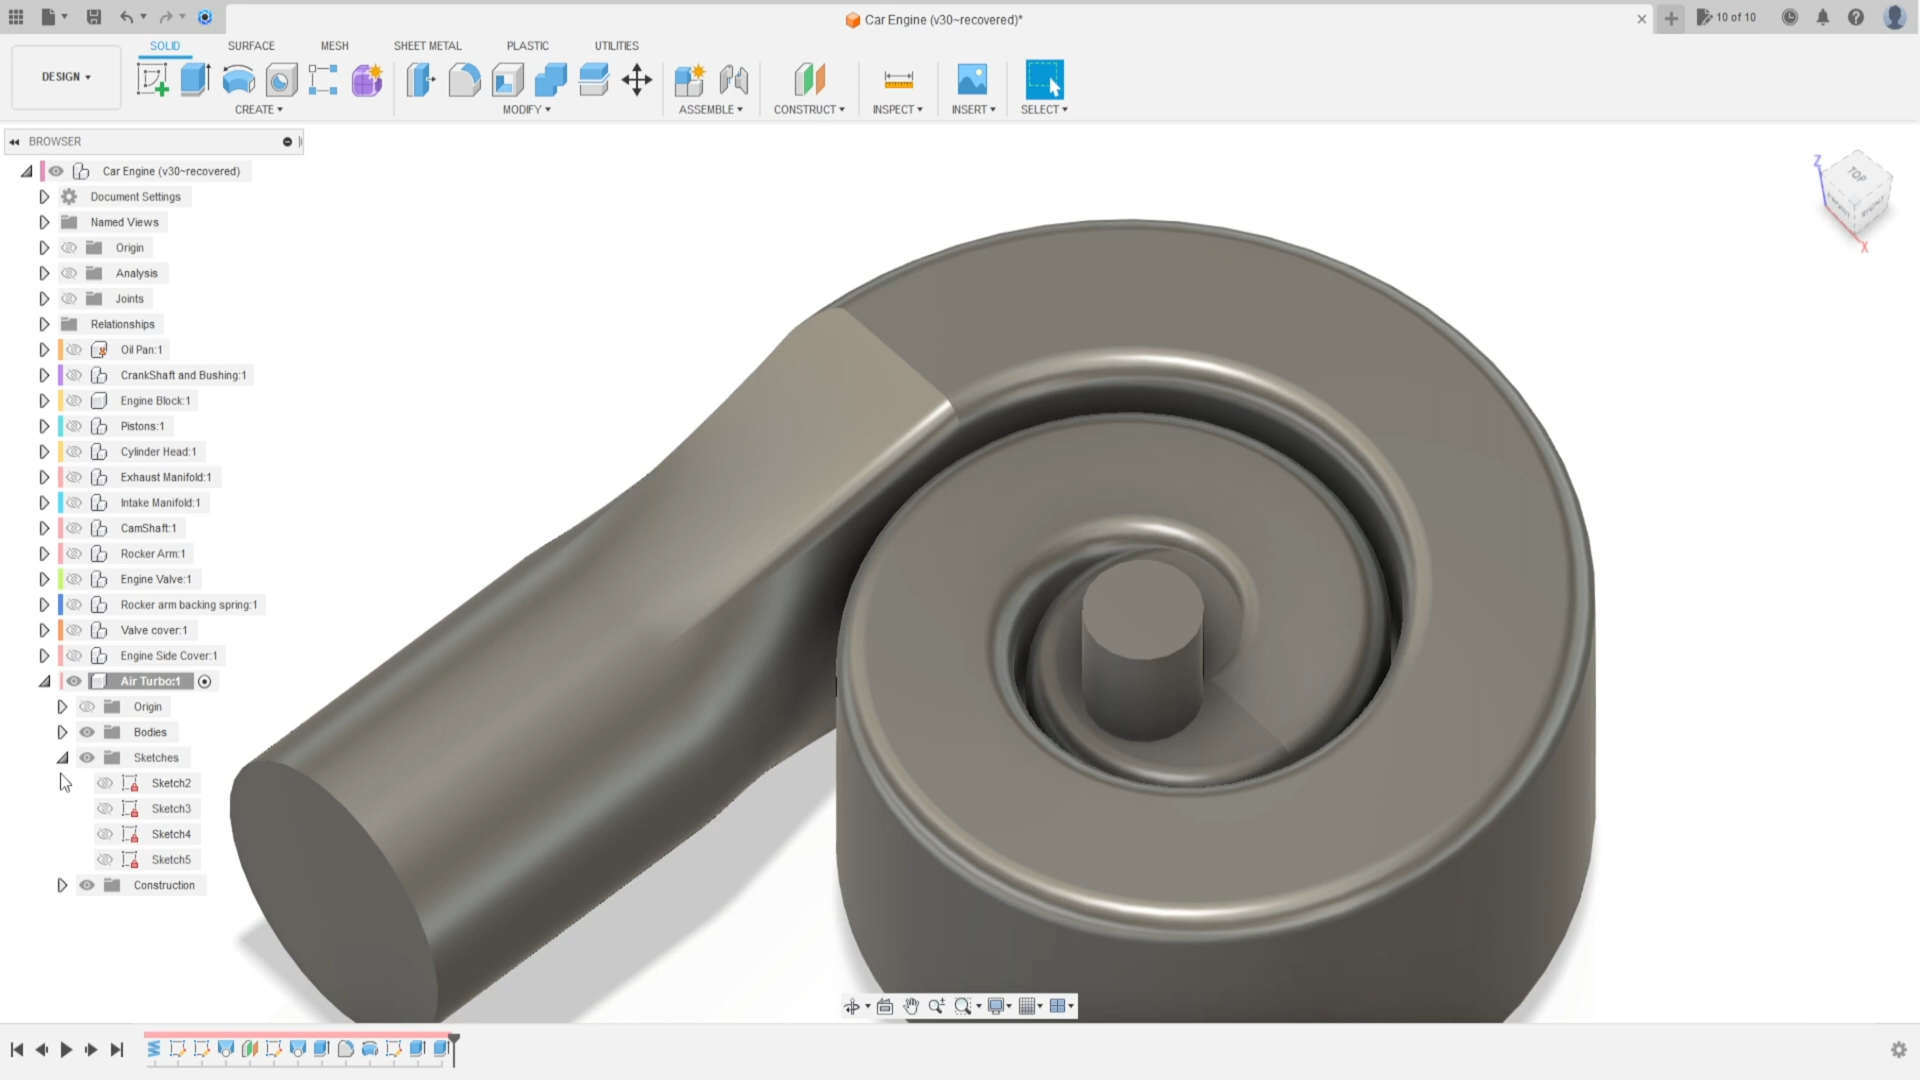 Car Engine (v30~recovered)*
10 of 10
DESIGN
SOLID
SURFACE
MESH
SHEET METAL
PLASTIC
UTILITIES
CREATE
MODIFY
ASSEMBLE
CONSTRUCT
INSPECT
INSERT
SELECT
BROWSER
Car Engine (v30~recovered)
Document Settings
Named Views
Origin
Analysis
Joints
Relationships
Oil Pan:1
CrankShaft and Bushing:1
Engine Block:1
Pistons:1
Cylinder Head:1
Exhaust Manifold:1
Intake Manifold:1
CamShaft:1
Rocker Arm:1
Engine Valve:1
Rocker arm backing spring:1
Valve cover:1
Engine Side Cover:1
Air Turbo:1
Origin
Bodies
Sketches
Sketch2
Sketch3
Sketch4
Sketch5
Construction
Z
TOP
FRONT
RIGHT
X